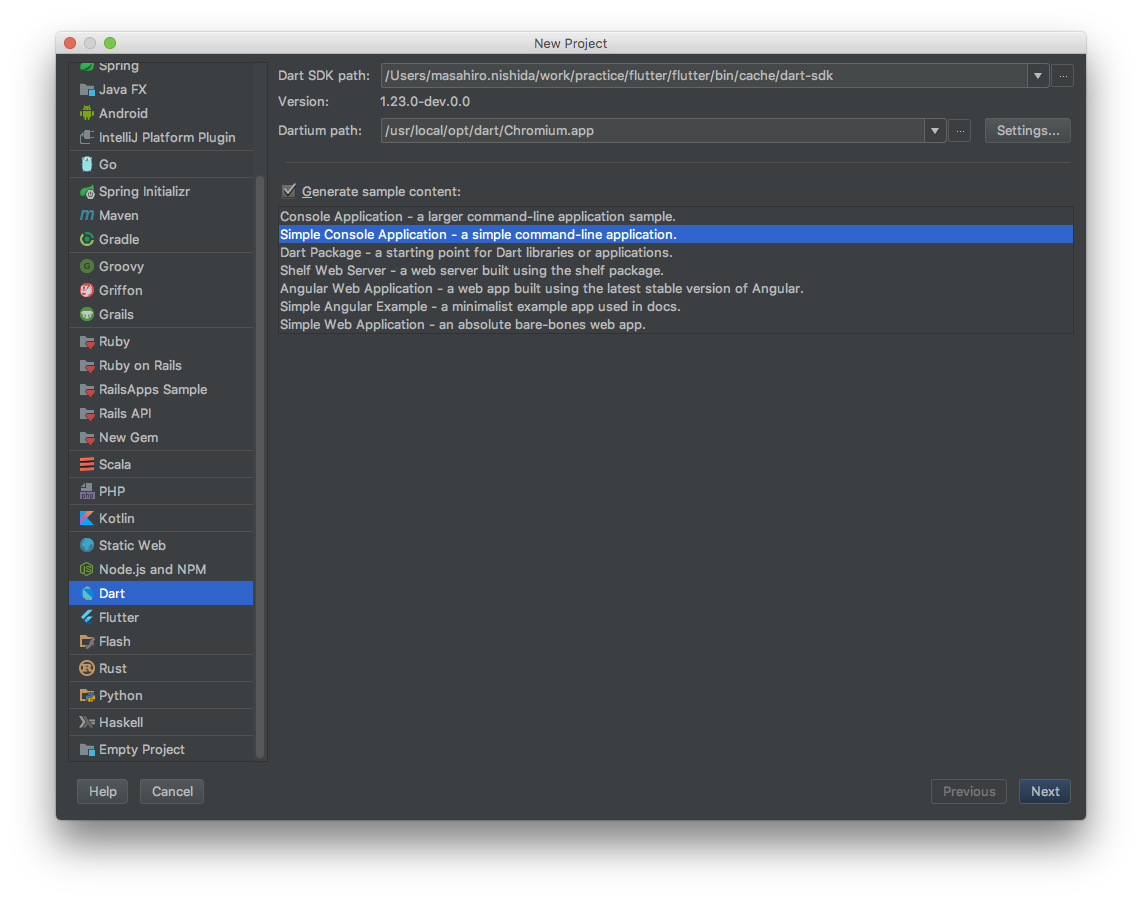 New Project
Spring
Java FX
Android
IntelliJ Platform Plugin
Go
Spring Initializr
Maven
Gradle
Groovy
Griffon
Grails
Ruby
Ruby on Rails
RailsApps Sample
Rails API
New Gem
Scala
PHP
Kotlin
Static Web
Node.js and NPM
Dart
Flutter
Flash
Rust
Python
Haskell
Empty Project
Dart SDK path: /Users/masahiro.nishida/work/practice/flutter/flutter/bin/cache/dart-sdk ...
Version: 1.23.0-dev.0.0
Dartium path: /usr/local/opt/dart/Chromium.app ... Settings...
Generate sample content:
Console Application - a larger command-line application sample.
Simple Console Application - a simple command-line application.
Dart Package - a starting point for Dart libraries or applications.
Shelf Web Server - a web server built using the shelf package.
Angular Web Application - a web app built using the latest stable version of Angular.
Simple Angular Example - a minimalist example app used in docs.
Simple Web Application - an absolute bare-bones web app.
Help Cancel Previous Next